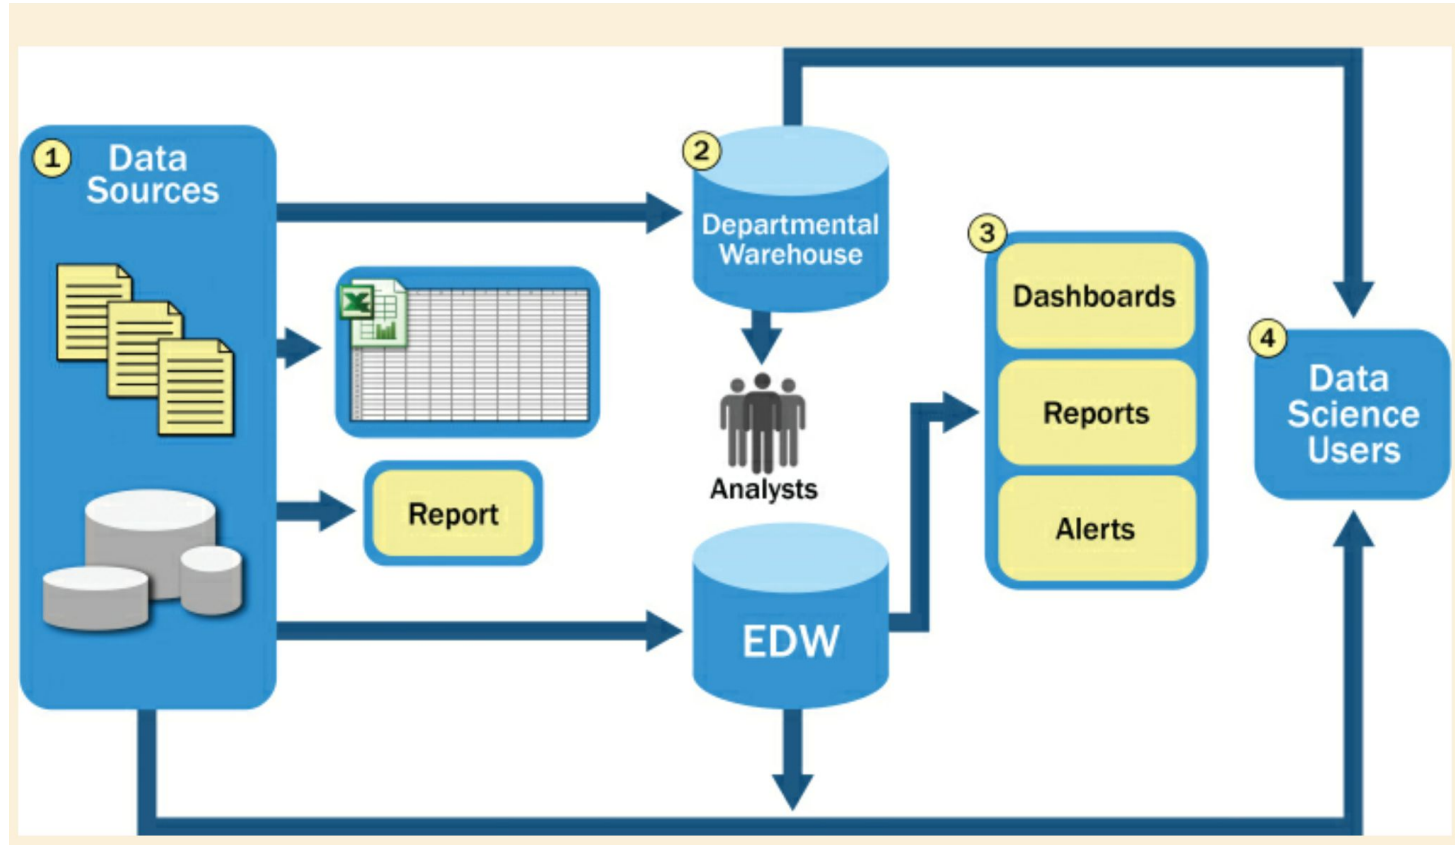 1
Data
Sources
2
Departmental
Warehouse
Analysts
Report
EDW
3
Dashboards
Reports
Alerts
4
Data
Science
Users